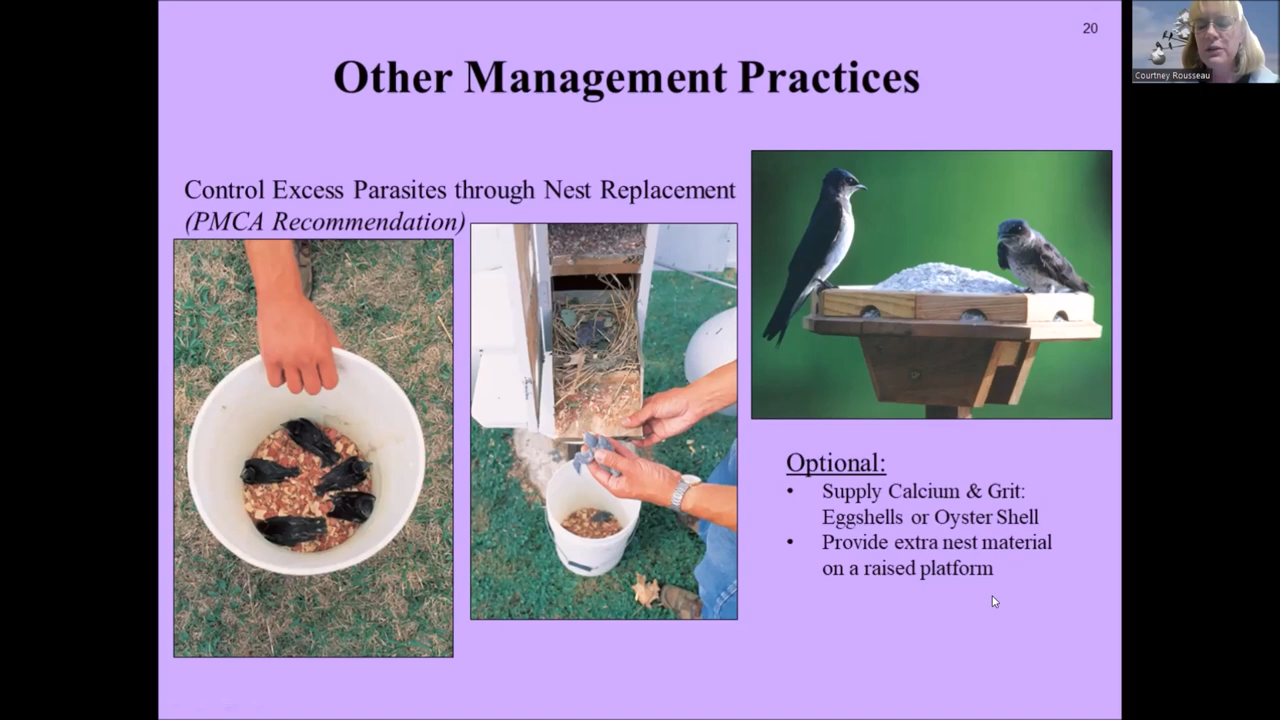 20
Courtney Rousseau
Other Management Practices
Control Excess Parasites through Nest Replacement
(PMCA Recommendation)
Optional:
• Supply Calcium & Grit:
Eggshells or Oyster Shell
• Provide extra nest material
on a raised platform